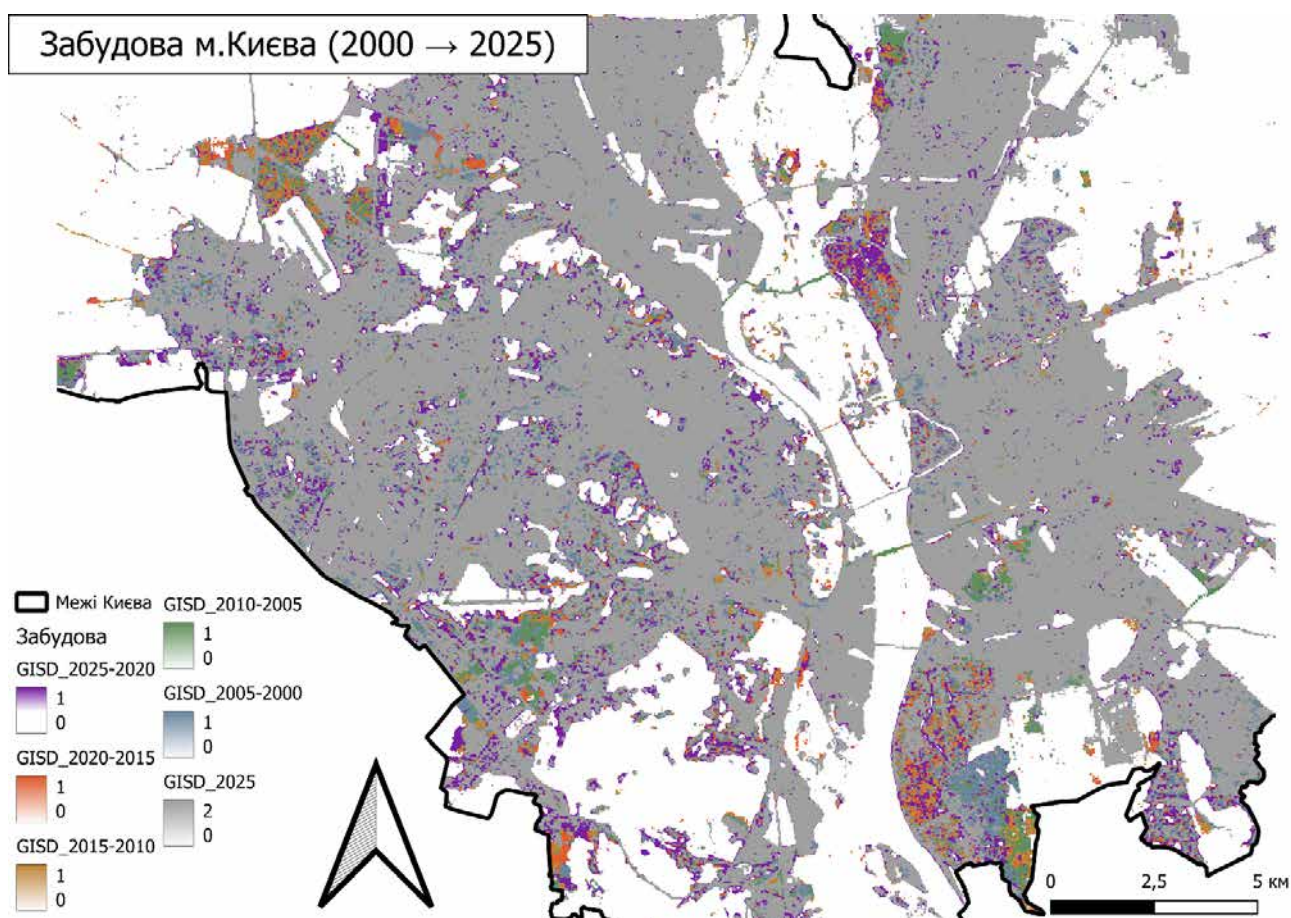 Забудова м.Києва (2000 → 2025)
Межі Києва
Забудова
GISD_2025-2020
1
0
GISD_2020-2015
1
0
GISD_2015-2010
1
0
GISD_2010-2005
1
0
GISD_2005-2000
1
0
GISD_2025
2
0
0 2,5 5 км